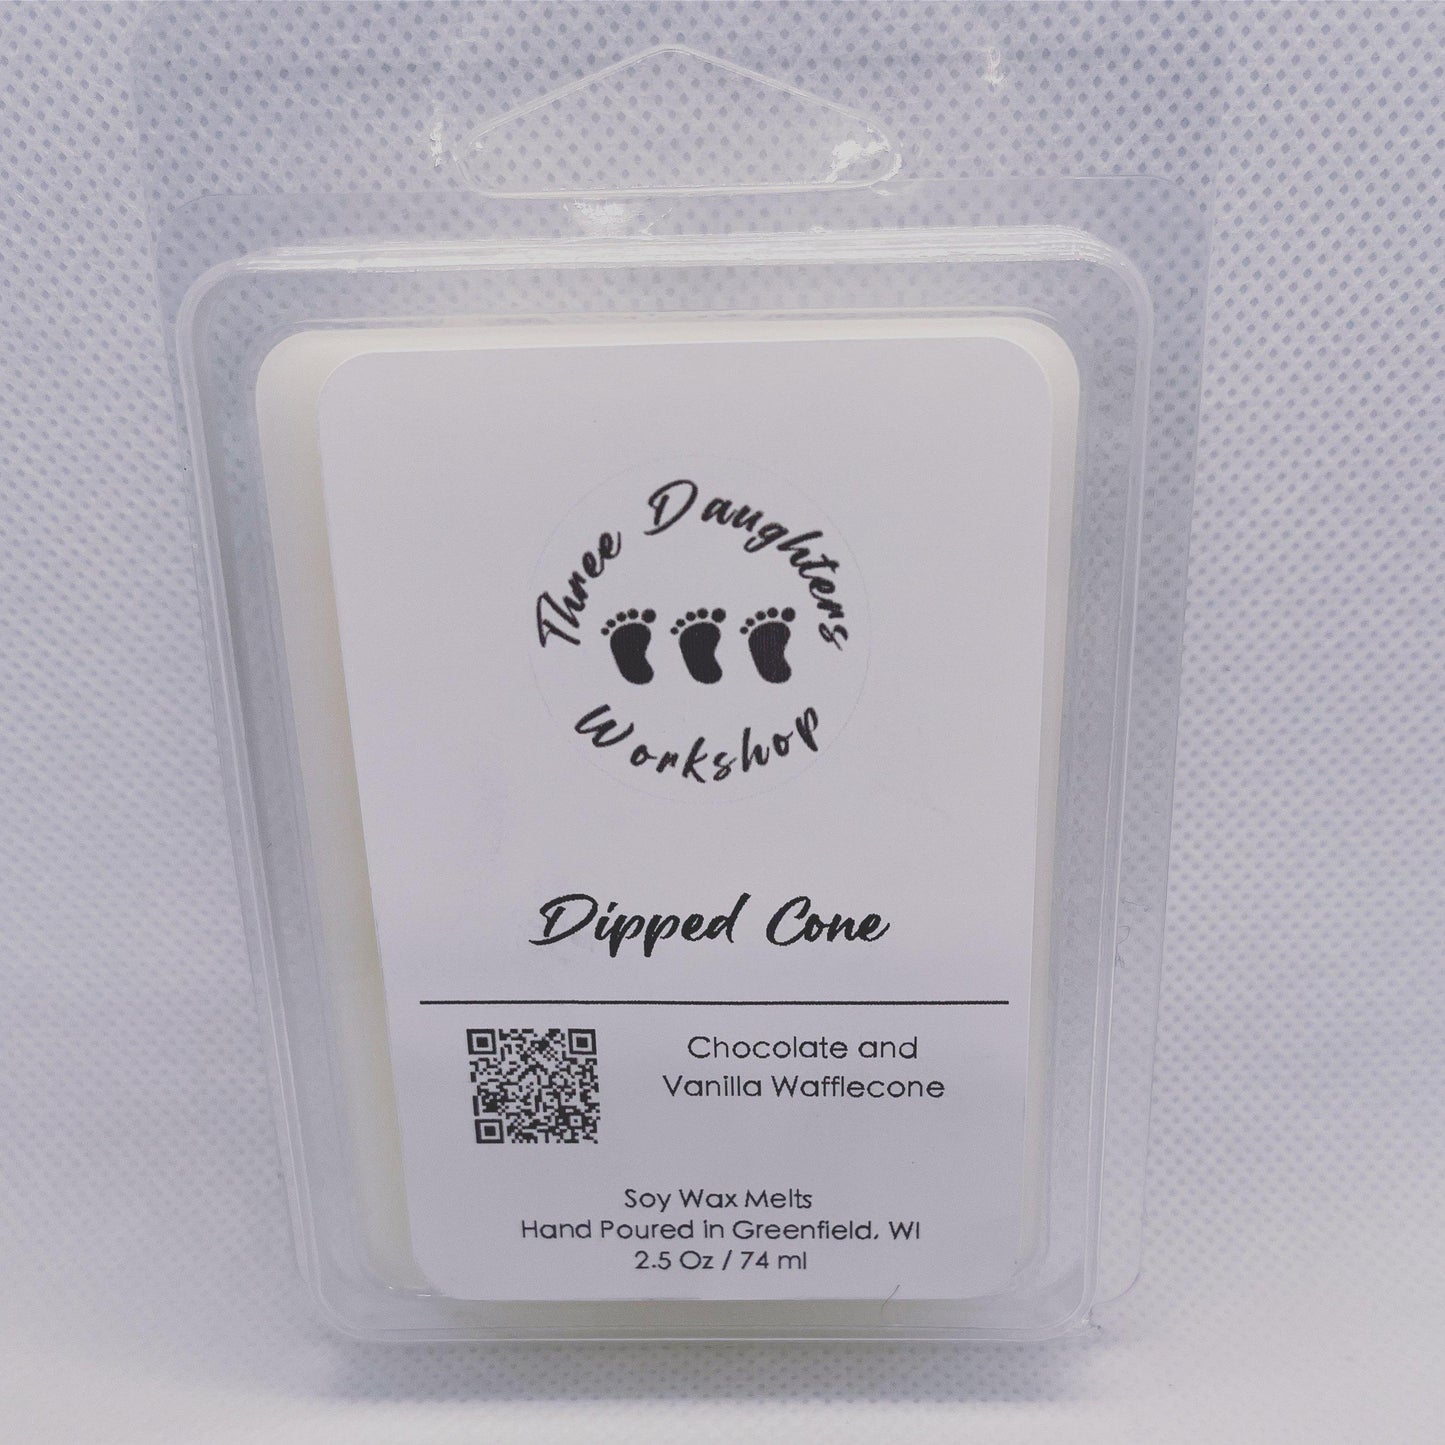 Three Daughters
Workshop
Dipped Cone
Chocolate and
Vanilla Wafflecone
Soy Wax Melts
Hand Poured in Greenfield, WI
2.5 Oz / 74 ml